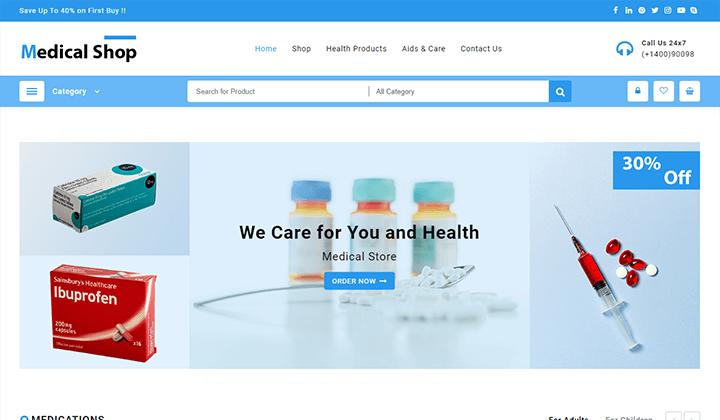 Save Up To 40% on First Buy !!
Medical Shop
Home
Shop
Health Products
Aids & Care
Contact Us
Call Us 24x7
(+1400)90098
Category
Search for Product
All Category
We Care for You and Health
Medical Store
ORDER NOW
30%
Off
Sainsbury's Healthcare
Ibuprofen
200mg
capsules
x16
MEDICATIONS
For Adults
For Children